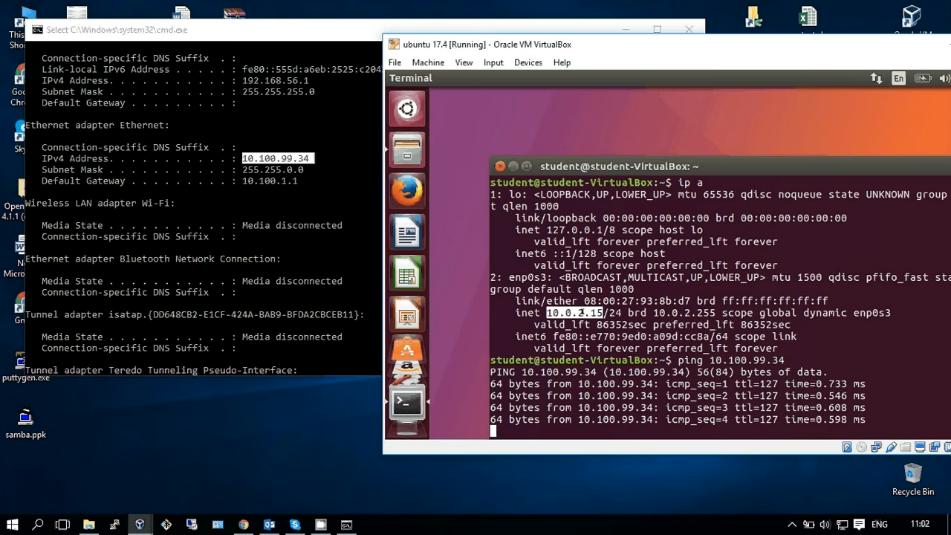 Select C:\Windows\system32\cmd.exe
Connection-specific DNS Suffix . :
Link-local IPv6 Address . . . . . : fe80::555d:a6eb:2525:c204
IPv4 Address. . . . . . . . . . . : 192.168.56.1
Subnet Mask . . . . . . . . . . . : 255.255.255.0
Default Gateway . . . . . . . . . :
Ethernet adapter Ethernet:
Connection-specific DNS Suffix . :
IPv4 Address. . . . . . . . . . . : 10.100.99.34
Subnet Mask . . . . . . . . . . . : 255.255.0.0
Default Gateway . . . . . . . . . : 10.100.1.1
Wireless LAN adapter Wi-Fi:
Media State . . . . . . . . . . . : Media disconnected
Connection-specific DNS Suffix . :
Ethernet adapter Bluetooth Network Connection:
Media State . . . . . . . . . . . : Media disconnected
Connection-specific DNS Suffix . :
Tunnel adapter isatap.{DD648CB2-E1CF-424A-BAB9-BFDA2CBCEB11}:
Media State . . . . . . . . . . . : Media disconnected
Connection-specific DNS Suffix . :
Tunnel adapter Teredo Tunneling Pseudo-Interface:
puttygen.exe
samba.ppk
ubuntu 17.4 [Running] - Oracle VM VirtualBox
File Machine View Input Devices Help
Terminal
En
student@student-VirtualBox: ~
student@student-VirtualBox:~$ ip a
1: lo: <LOOPBACK,UP,LOWER_UP> mtu 65536 qdisc noqueue state UNKNOWN group
t qlen 1000
link/loopback 00:00:00:00:00:00 brd 00:00:00:00:00:00
inet 127.0.0.1/8 scope host lo
valid_lft forever preferred_lft forever
inet6 ::1/128 scope host
valid_lft forever preferred_lft forever
2: enp0s3: <BROADCAST,MULTICAST,UP,LOWER_UP> mtu 1500 qdisc pfifo_fast sta
group default qlen 1000
link/ether 08:00:27:93:8b:d7 brd ff:ff:ff:ff:ff:ff
inet 10.0.2.15/24 brd 10.0.2.255 scope global dynamic enp0s3
valid_lft 86352sec preferred_lft 86352sec
inet6 fe80::e770:9ed0:a09d:cc8a/64 scope link
valid_lft forever preferred_lft forever
student@student-VirtualBox:~$ ping 10.100.99.34
PING 10.100.99.34 (10.100.99.34) 56(84) bytes of data.
64 bytes from 10.100.99.34: icmp_seq=1 ttl=127 time=0.733 ms
64 bytes from 10.100.99.34: icmp_seq=2 ttl=127 time=0.546 ms
64 bytes from 10.100.99.34: icmp_seq=3 ttl=127 time=0.608 ms
64 bytes from 10.100.99.34: icmp_seq=4 ttl=127 time=0.598 ms
Recycle Bin
ENG
11:02